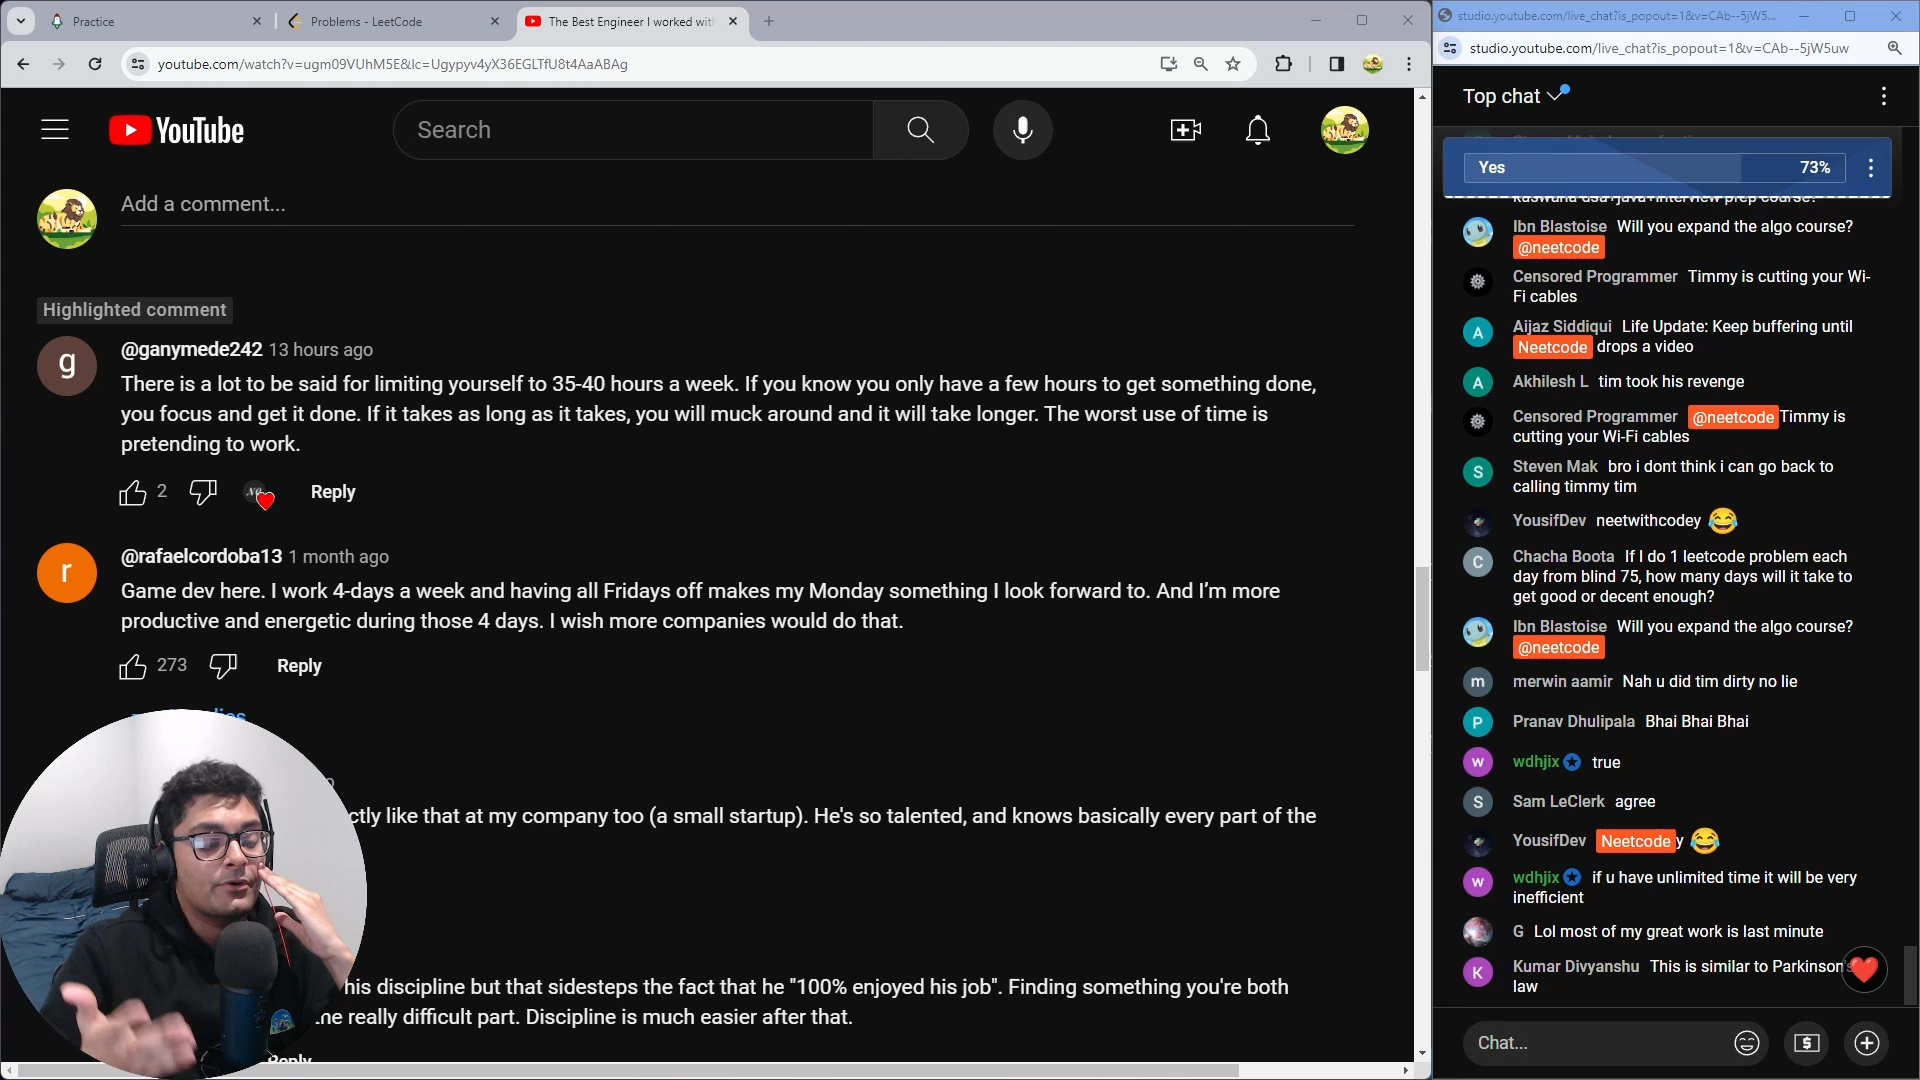 Practice
Problems - LeetCode
The Best Engineer I worked with
youtube.com/watch?v=ugm09VUhM5E&lc=Ugypyv4yX36EGLTfU8t4AaABAg
YouTube
Search
Add a comment...
Highlighted comment
g
@ganymede242 13 hours ago
There is a lot to be said for limiting yourself to 35-40 hours a week. If you know you only have a few hours to get something done,
you focus and get it done. If it takes as long as it takes, you will muck around and it will take longer. The worst use of time is
pretending to work.
2
Reply
r
@rafaelcordoba13 1 month ago
Game dev here. I work 4-days a week and having all Fridays off makes my Monday something I look forward to. And I'm more
productive and energetic during those 4 days. I wish more companies would do that.
273
Reply
like that at my company too (a small startup). He's so talented, and knows basically every part of the
his discipline but that sidesteps the fact that he "100% enjoyed his job". Finding something you're both
really difficult part. Discipline is much easier after that.
Reply
studio.youtube.com/live_chat?is_popout=1&v=CAb--5jW5...
studio.youtube.com/live_chat?is_popout=1&v=CAb--5jW5uw
Top chat
Yes 73%
Ibn Blastoise Will you expand the algo course?
@neetcode
Censored Programmer Timmy is cutting your Wi-
Fi cables
A
Aijaz Siddiqui Life Update: Keep buffering until
Neetcode drops a video
A
Akhilesh L tim took his revenge
Censored Programmer @neetcode Timmy is
cutting your Wi-Fi cables
S
Steven Mak bro i dont think i can go back to
calling timmy tim
YousifDev neetwithcodey 😂
C
Chacha Boota If I do 1 leetcode problem each
day from blind 75, how many days will it take to
get good or decent enough?
Ibn Blastoise Will you expand the algo course?
@neetcode
m
merwin aamir Nah u did tim dirty no lie
P
Pranav Dhulipala Bhai Bhai Bhai
w
wdhjix true
S
Sam LeClerk agree
YousifDev Neetcodey 😂
w
wdhjix if u have unlimited time it will be very
inefficient
G Lol most of my great work is last minute
K
Kumar Divyanshu This is similar to Parkinson's
law
Chat...